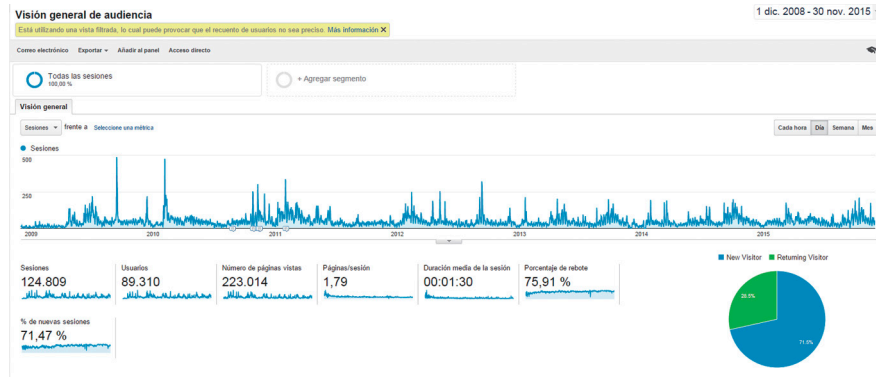 Visión general de audiencia
1 dic. 2008 - 30 nov. 2015
Está utilizando una vista filtrada, lo cual puede provocar que el recuento de usuarios no sea preciso. Más información X
Correo electrónico Exportar Añadir al panel Acceso directo
Todas las sesiones
100,00 %
+ Agregar segmento
Visión general
Sesiones frente a Seleccione una métrica
Cada hora Día Semana Mes
Sesiones
500
250
2009 2010 2011 2012 2013 2014 2015
Sesiones
124.809
Usuarios
89.310
Número de páginas vistas
223.014
Páginas/sesión
1,79
Duración media de la sesión
00:01:30
Porcentaje de rebote
75,91 %
% de nuevas sesiones
71,47 %
New Visitor Returning Visitor
28.5%
71.5%